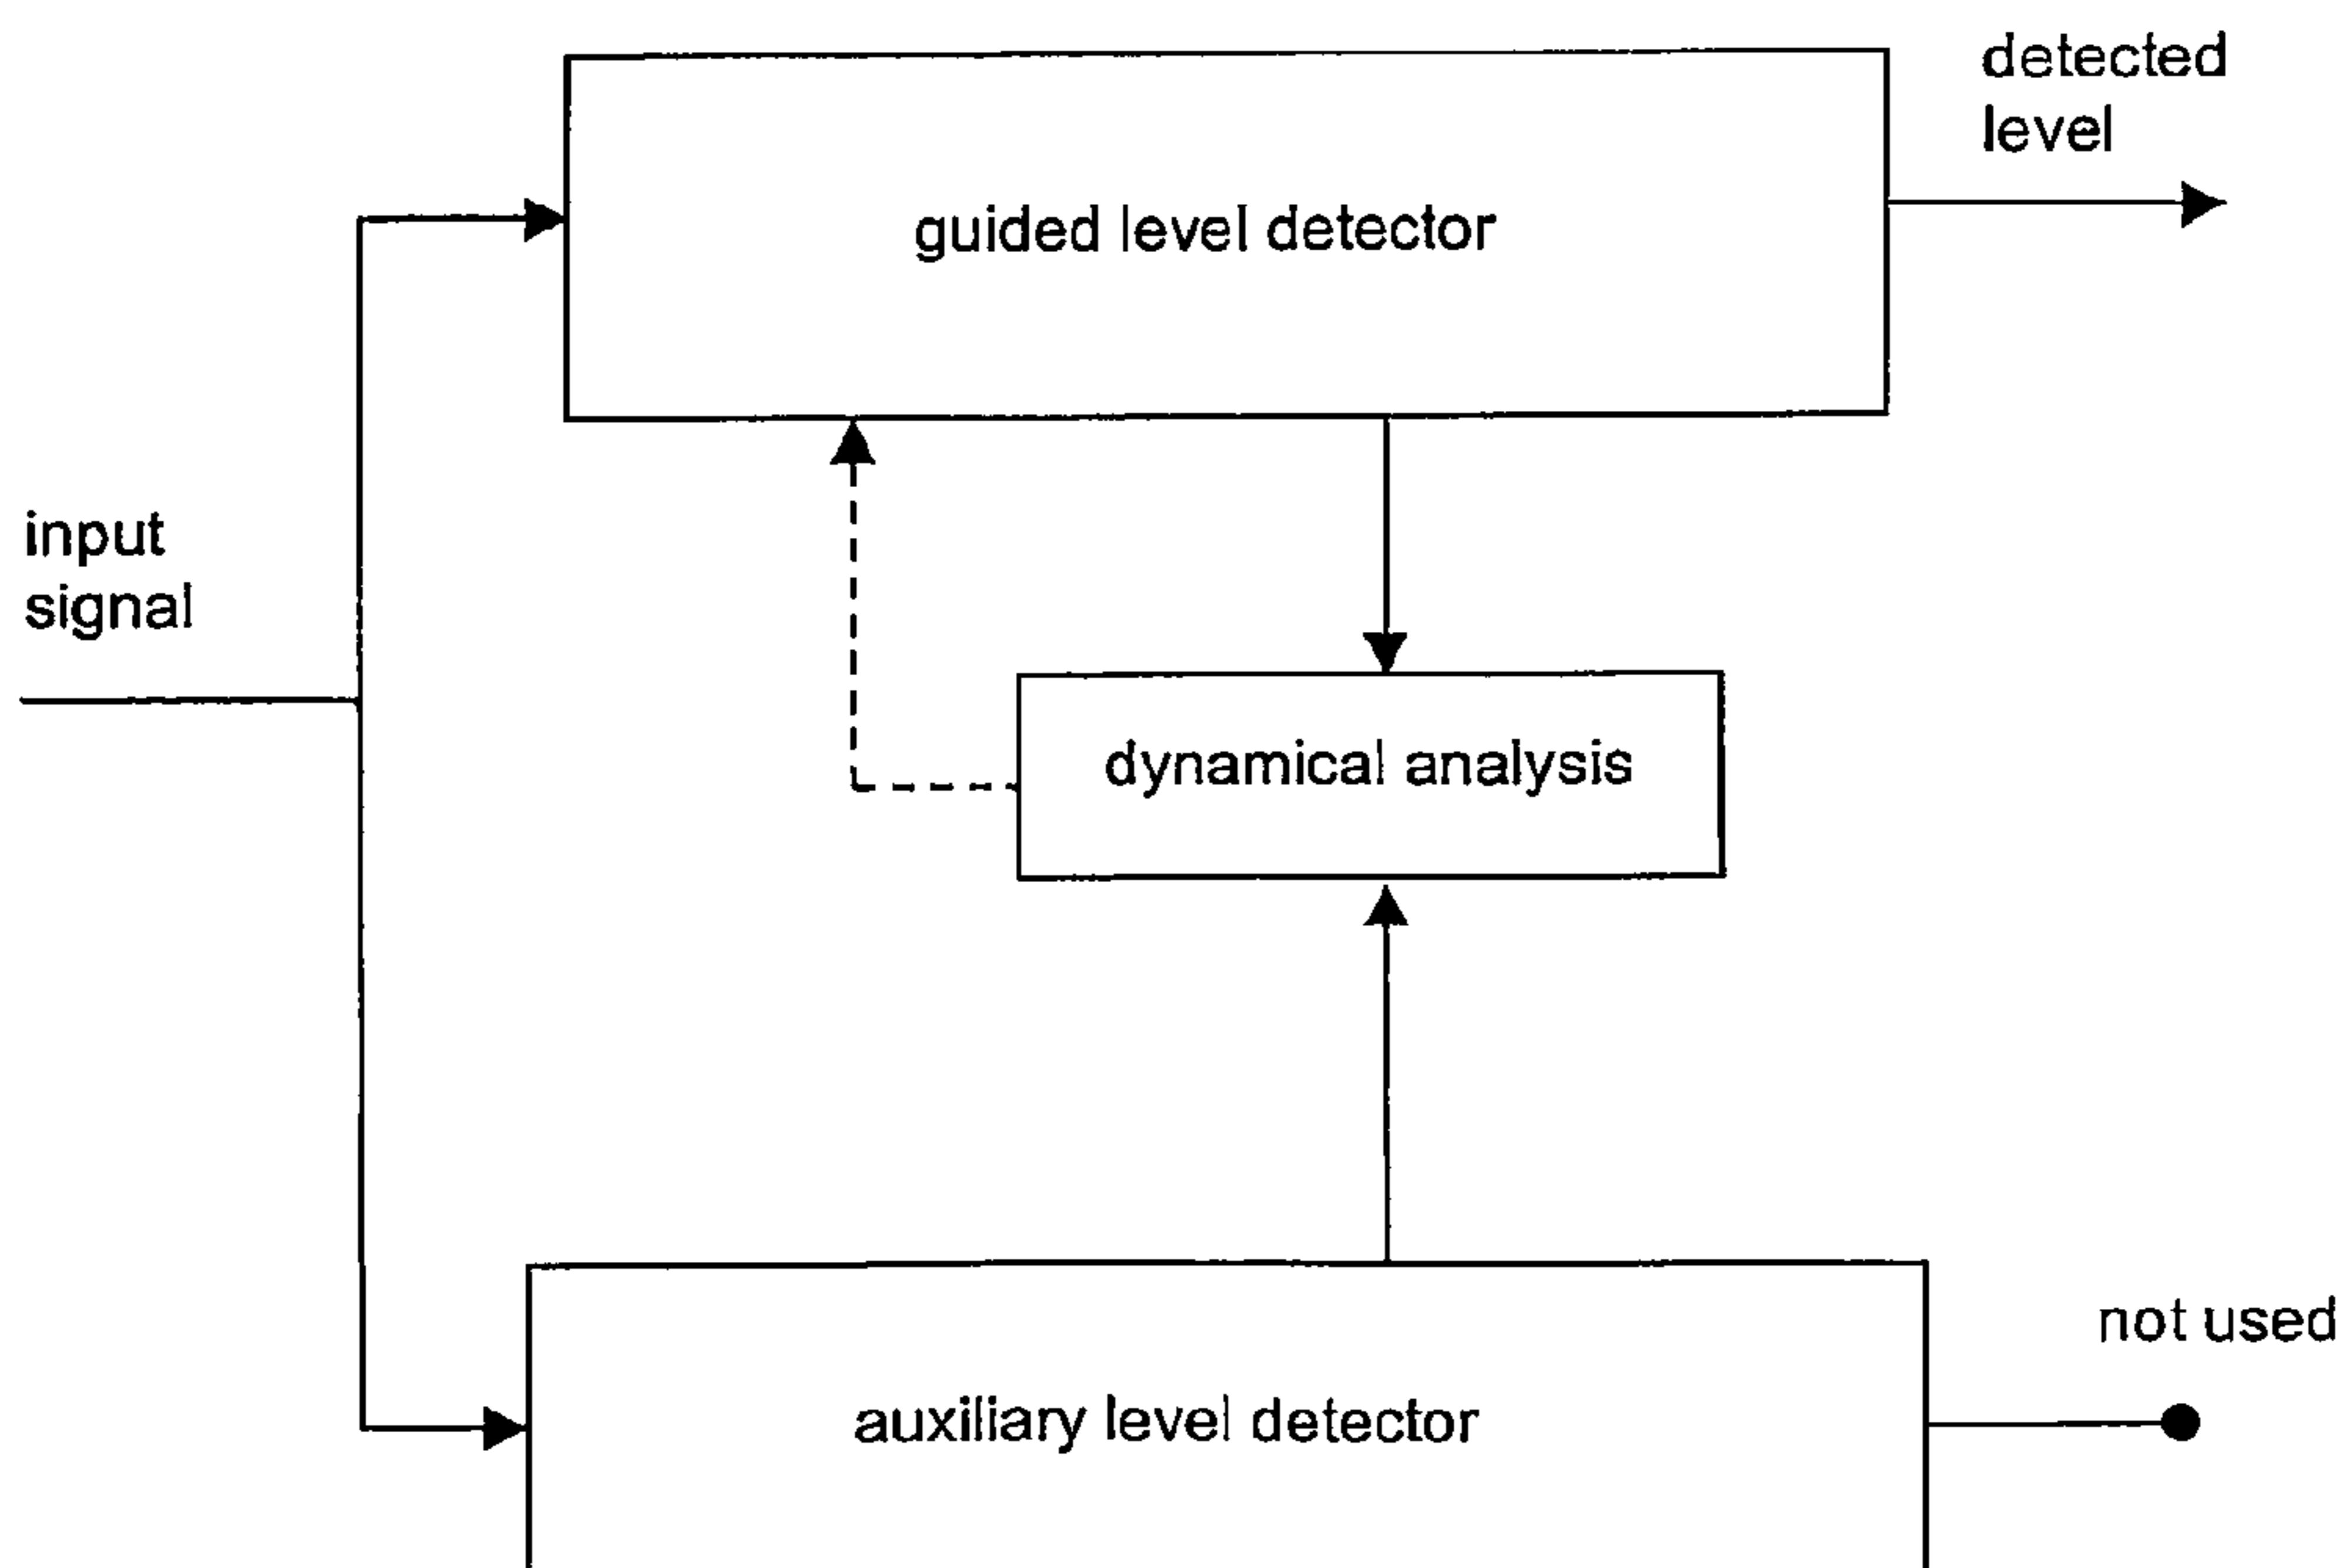 detected
level
guided level detector
input
signal
dynamical analysis
not used
auxiliary level detector